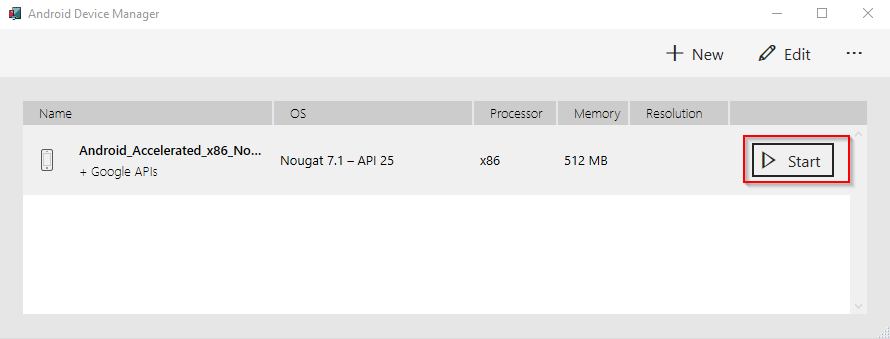 Android Device Manager
New Edit ...
Name OS Processor Memory Resolution
Android_Accelerated_x86_No...
+ Google APIs
Nougat 7.1 – API 25 x86 512 MB Start